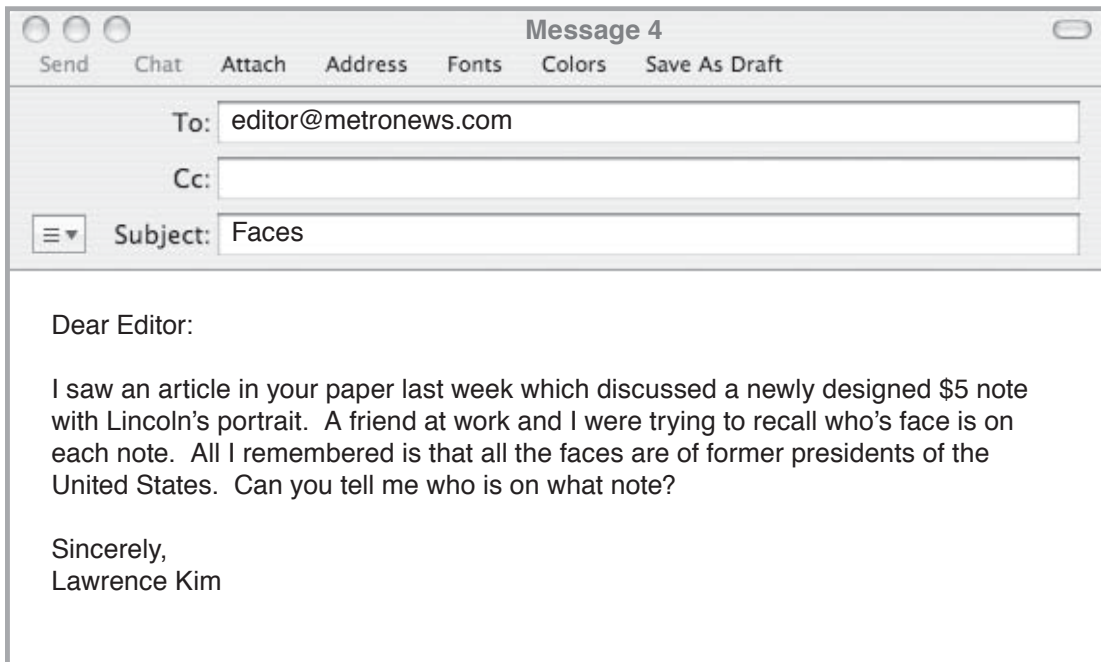 Message 4
Send Chat Attach Address Fonts Colors Save As Draft
To: editor@metronews.com
Cc:
Subject: Faces
Dear Editor:
I saw an article in your paper last week which discussed a newly designed $5 note
with Lincoln's portrait.  A friend at work and I were trying to recall who's face is on
each note.  All I remembered is that all the faces are of former presidents of the
United States.  Can you tell me who is on what note?
Sincerely,
Lawrence Kim